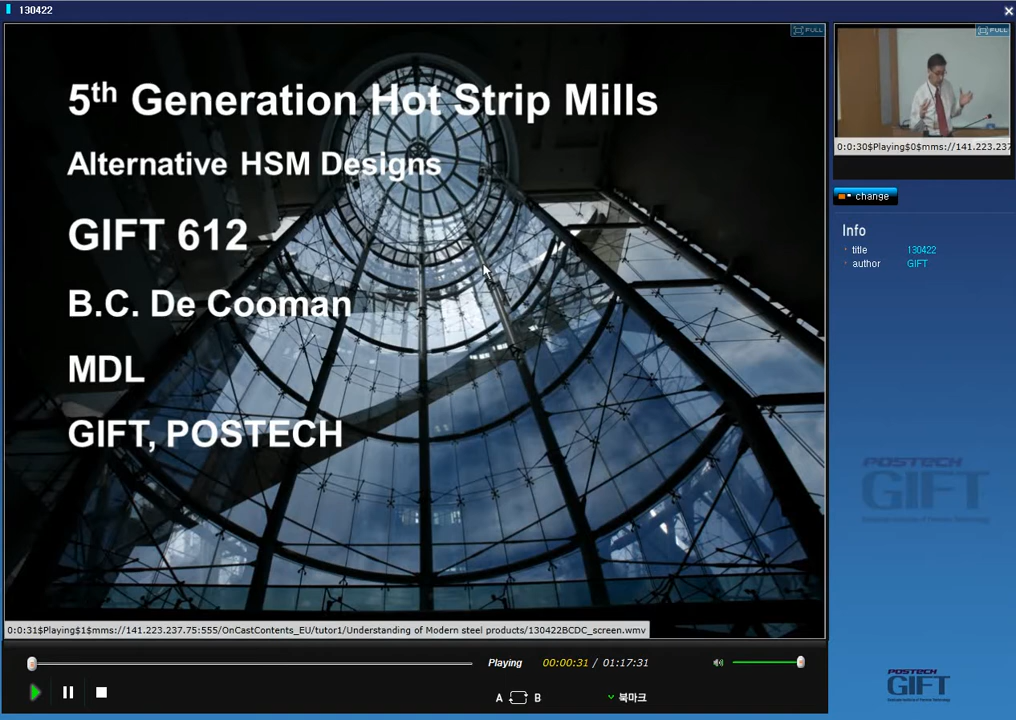 130422
FULL
5th Generation Hot Strip Mills
Alternative HSM Designs
GIFT 612
B.C. De Cooman
MDL
GIFT, POSTECH
0:0:31$Playing$1$mms://141.223.237.75:555/OnCastContents_EU/tutor1/Understanding of Modern steel products/130422BCDC_screen.wmv
Playing
00:00:31 / 01:17:31
A B
북마크
FULL
0:0:30$Playing$0$mms://141.223.237
change
Info
title 130422
author GIFT
POSTECH
GIFT
POSTECH
GIFT